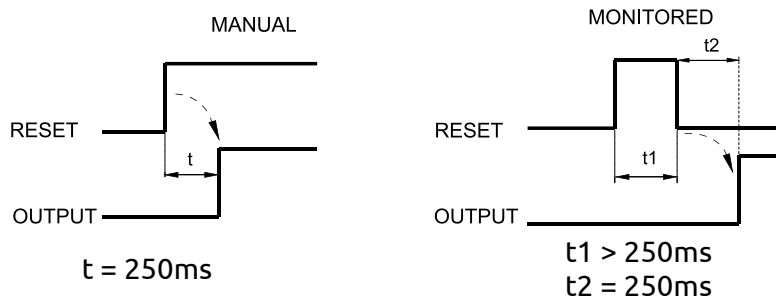 MANUAL
RESET
t
OUTPUT
t = 250ms
MONITORED
t2
RESET
t1
OUTPUT
t1 > 250ms
t2 = 250ms